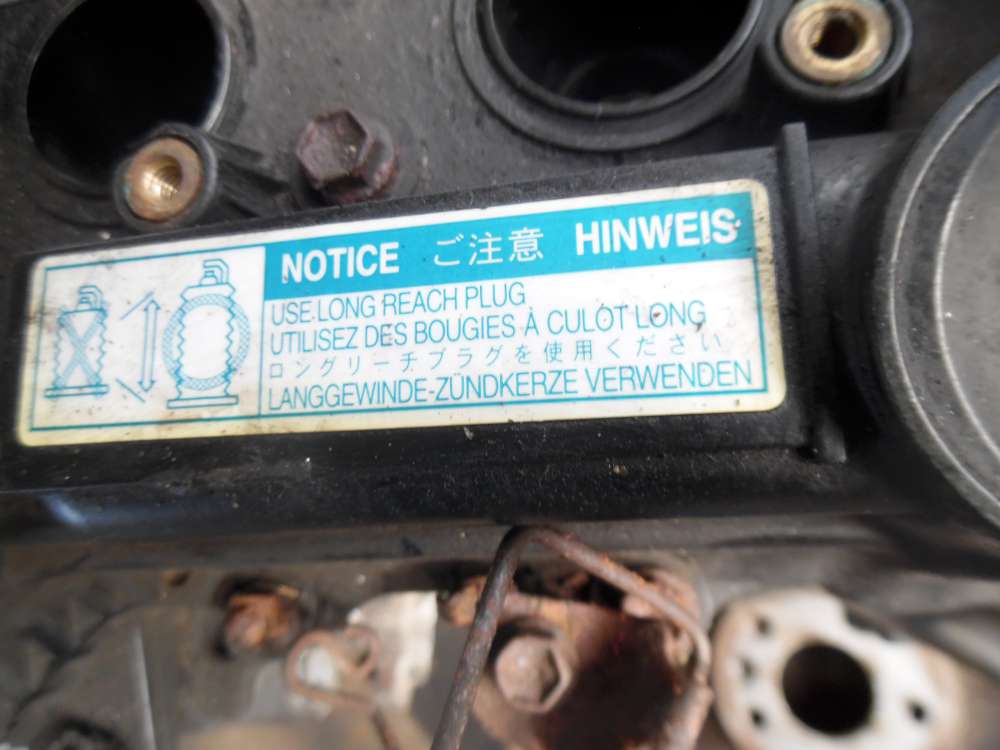 NOTICE ご注意 HINWEIS
USE LONG REACH PLUG
UTILISEZ DES BOUGIES À CULOT LONG
ロングリーチプラグを使用ください
LANGGEWINDE-ZÜNDKERZE VERWENDEN